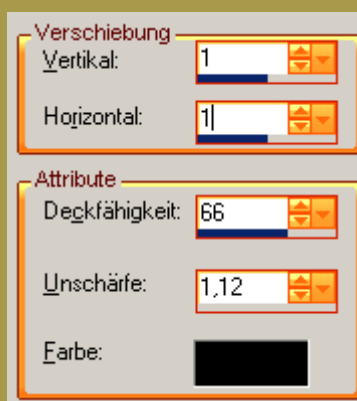 Verschiebung
Vertikal: 1
Horizontal: 1
Attribute
Deckfähigkeit: 66
Unschärfe: 1,12
Farbe: